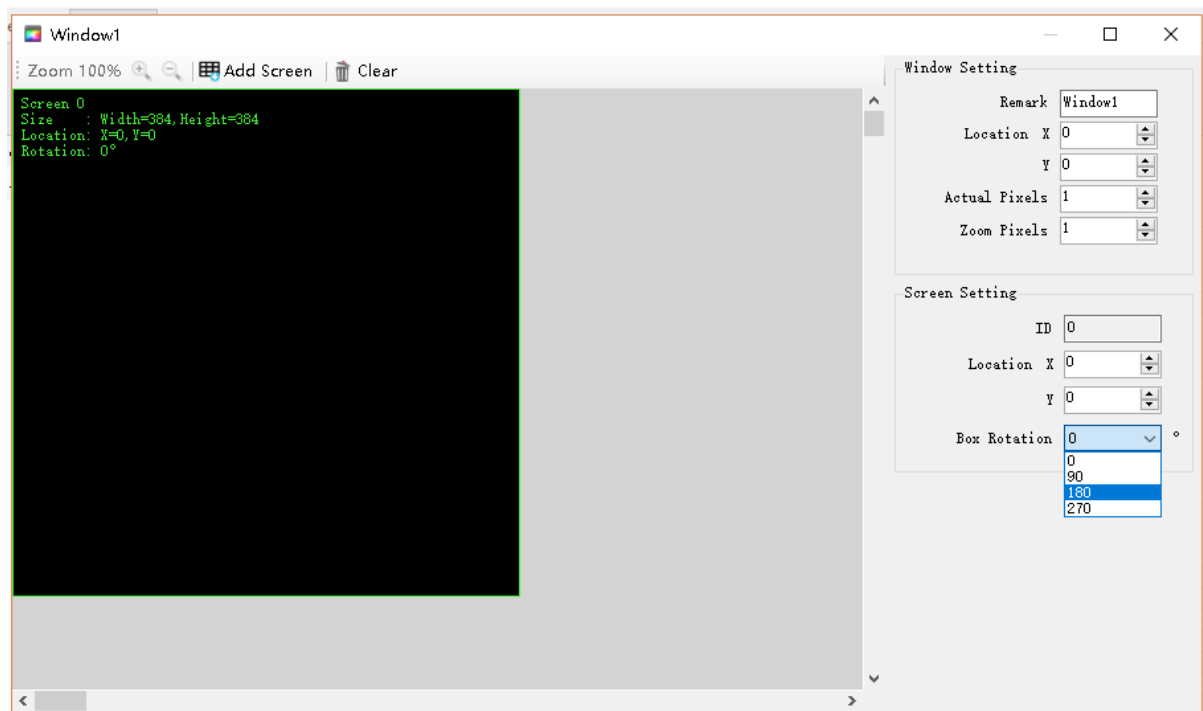 Window1
Zoom 100% Add Screen Clear
Screen 0
Size : Width=384,Height=384
Location: X=0,Y=0
Rotation: 0°
Window Setting
Remark Window1
Location X 0
Y 0
Actual Pixels 1
Zoom Pixels 1
Screen Setting
ID 0
Location X 0
Y 0
Box Rotation 0 °
0
90
180
270